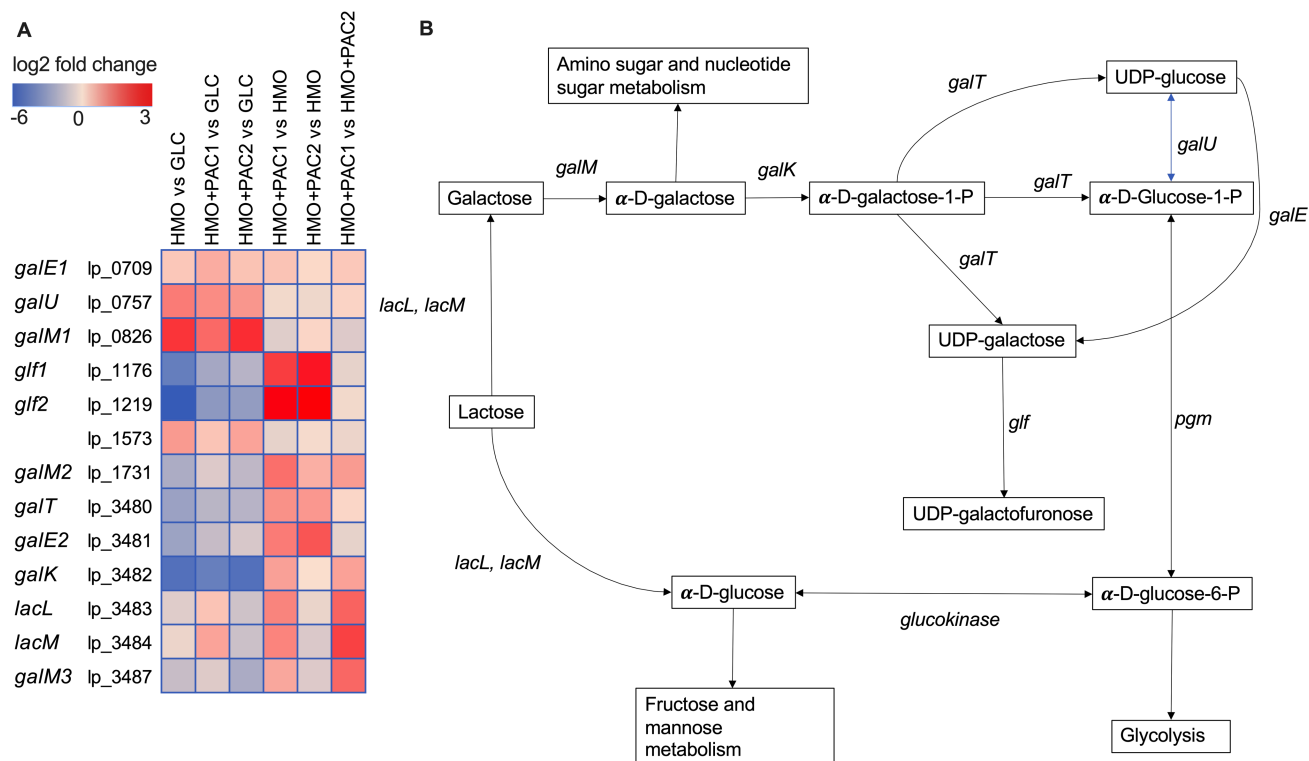 A
log2 fold change
-6 0 3
HMO vs GLC
HMO+PAC1 vs GLC
HMO+PAC2 vs GLC
HMO+PAC1 vs HMO
HMO+PAC2 vs HMO
HMO+PAC1 vs HMO+PAC2
galE1 lp_0709
galU lp_0757
galM1 lp_0826
glf1 lp_1176
glf2 lp_1219
lp_1573
galM2 lp_1731
galT lp_3480
galE2 lp_3481
galK lp_3482
lacL lp_3483
lacM lp_3484
galM3 lp_3487
B
Amino sugar and nucleotide
sugar metabolism
galT
UDP-glucose
galU
galM
galK
galT
Galactose
α-D-galactose
α-D-galactose-1-P
α-D-Glucose-1-P
galE
galT
lacL, lacM
UDP-galactose
Lactose
glf
pgm
UDP-galactofuronose
lacL, lacM
α-D-glucose
glucokinase
α-D-glucose-6-P
Fructose and
mannose
metabolism
Glycolysis